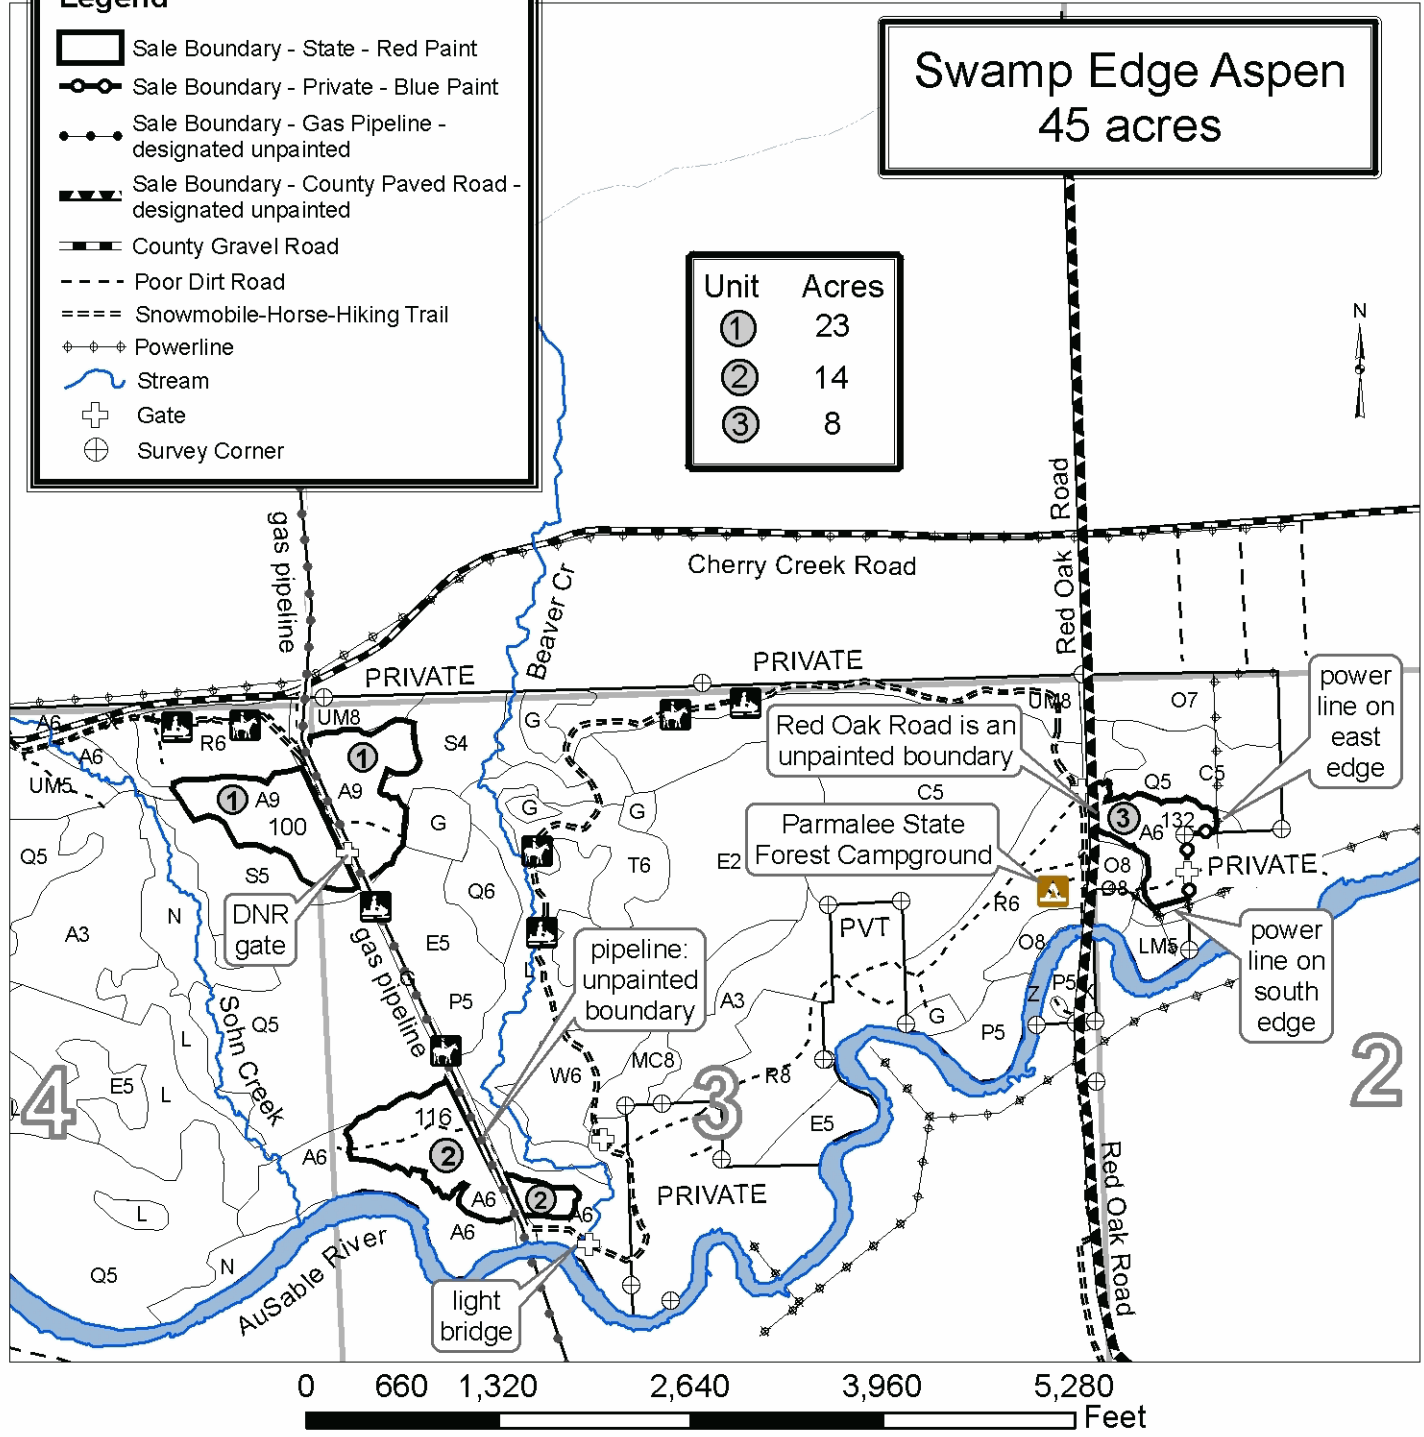 Legend
Sale Boundary - State - Red Paint
Sale Boundary - Private - Blue Paint
Sale Boundary - Gas Pipeline -
designated unpainted
Sale Boundary - County Paved Road -
designated unpainted
County Gravel Road
Poor Dirt Road
Snowmobile-Horse-Hiking Trail
Powerline
Stream
Gate
Survey Corner
Swamp Edge Aspen
45 acres
Unit Acres
1 23
2 14
3 8
N
gas pipeline
Beaver Cr
Cherry Creek Road
Red Oak Road
PRIVATE
PRIVATE
power
line on
east
edge
A6
R6
UM8
S4
G
UM8
O7
A6
UM5
1
1
A9
A9
100
Red Oak Road is an
unpainted boundary
C5
Q5
C5
G
G
G
3
132
A6
Parmalee State
Forest Campground
Q5
S5
Q6
T6
E2
O8
O8
PRIVATE
R6
N
DNR
gate
A3
gas pipeline
E5
pipeline:
unpainted
boundary
PVT
O8
LM5
power
line on
south
edge
L
P5
A3
G
Z
P5
P5
Sohn Creek
Q5
L
MC8
W6
R8
4
E5
L
L
3
2
116
E5
A6
2
A6
2
A6
A6
PRIVATE
L
N
Q5
AuSable River
light
bridge
Red Oak Road
0 660 1,320 2,640 3,960 5,280
Feet